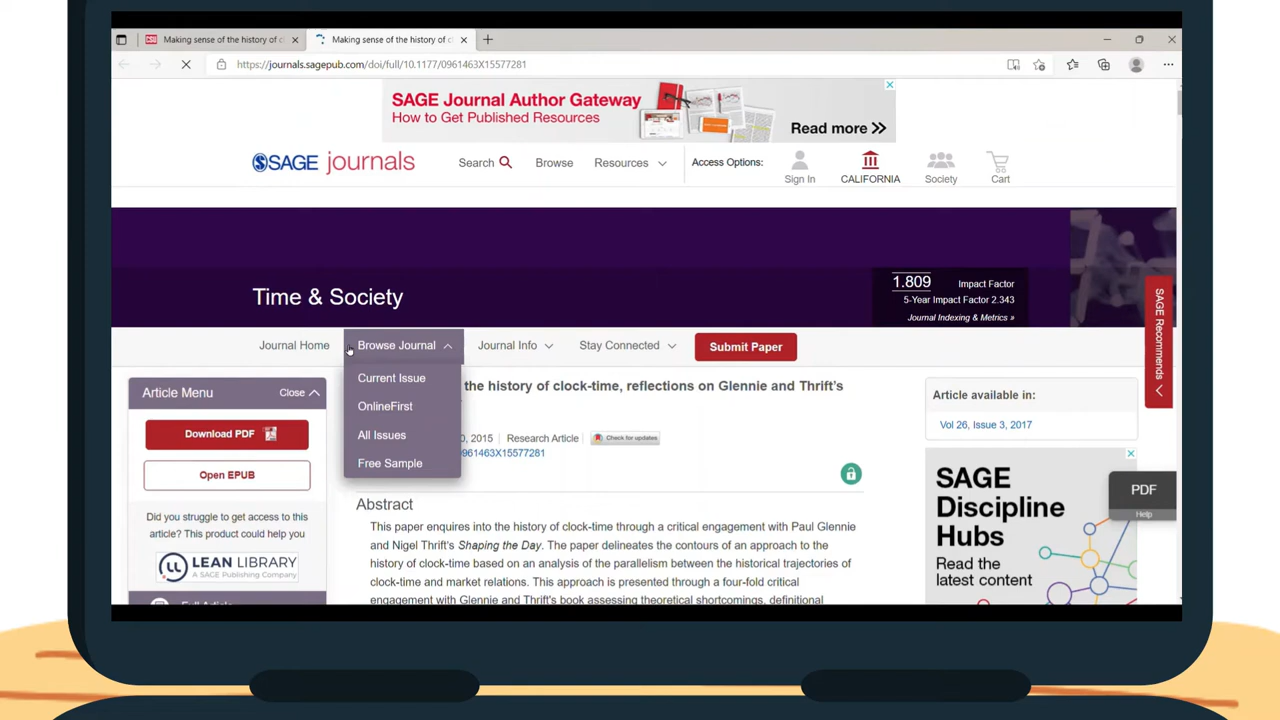 Making sense of the history of c
Making sense of the history of c
https://journals.sagepub.com/doi/full/10.1177/0961463X15577281
SAGE Journal Author Gateway
How to Get Published Resources
Read more >>
SAGE journals
Search
Browse
Resources
Access Options:
Sign In
CALIFORNIA
Society
Cart
Time & Society
1.809 Impact Factor
5-Year Impact Factor 2.343
Journal Indexing & Metrics »
SAGE Recommends
Journal Home
Browse Journal
Journal Info
Stay Connected
Submit Paper
Current Issue
OnlineFirst
All Issues
Free Sample
Article Menu
Close
Download PDF
Open EPUB
Did you struggle to get access to this
article? This product could help you
LEAN LIBRARY
A SAGE Publishing Company
the history of clock-time, reflections on Glennie and Thrift's
0, 2015 Research Article Check for updates
0961463X15577281
Abstract
This paper enquires into the history of clock-time through a critical engagement with Paul Glennie
and Nigel Thrift's Shaping the Day. The paper delineates the contours of an approach to the
history of clock-time based on an analysis of the parallelism between the historical trajectories of
clock-time and market relations. This approach is presented through a four-fold critical
engagement with Glennie and Thrift's book assessing theoretical shortcomings, definitional
Article available in:
Vol 26, Issue 3, 2017
SAGE
Discipline
Hubs
Read the
latest content
PDF
Help